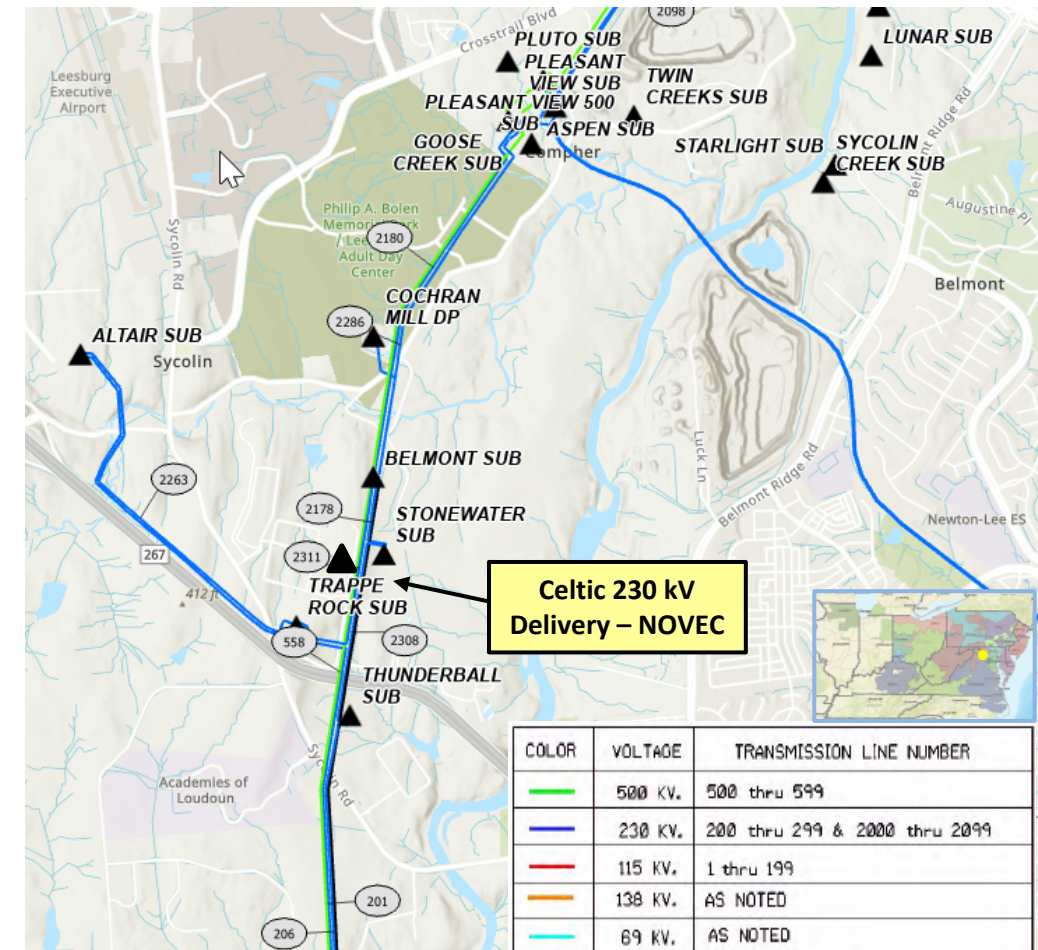 2098
Crosstrail Blvd
LUNAR SUB
PLUTO SUB
PLEASANT
VIEW SUB
Leesburg
Executive
Airport
TWIN
CREEKS SUB
PLEASANT VIEW 500
SUB
ASPEN SUB
GOOSE
CREEK SUB
Compher
STARLIGHT SUB
SYCOLIN
CREEK SUB
Belmont Ridge Rd
Augustine Pl
Philip A. Bolen
Memorial Park
/ Lee
Adult Day
Center
2180
Sycolin Rd
Belmont
COCHRAN
MILL DP
2286
ALTAIR SUB
Sycolin
BELMONT SUB
Luck Ln
Belmont Ridge Rd
2263
2178
STONEWATER
SUB
Newton-Lee ES
267
2311
412 ft
TRAPPE
ROCK SUB
Celtic 230 kV
Delivery – NOVEC
558
2308
THUNDERBALL
SUB
Sycolin Rd
Academies of
Loudoun
201
206
COLOR VOLTAGE TRANSMISSION LINE NUMBER
500 KV. 500 thru 599
230 KV. 200 thru 299 & 2000 thru 2099
115 KV. 1 thru 199
138 KV. AS NOTED
69 KV. AS NOTED